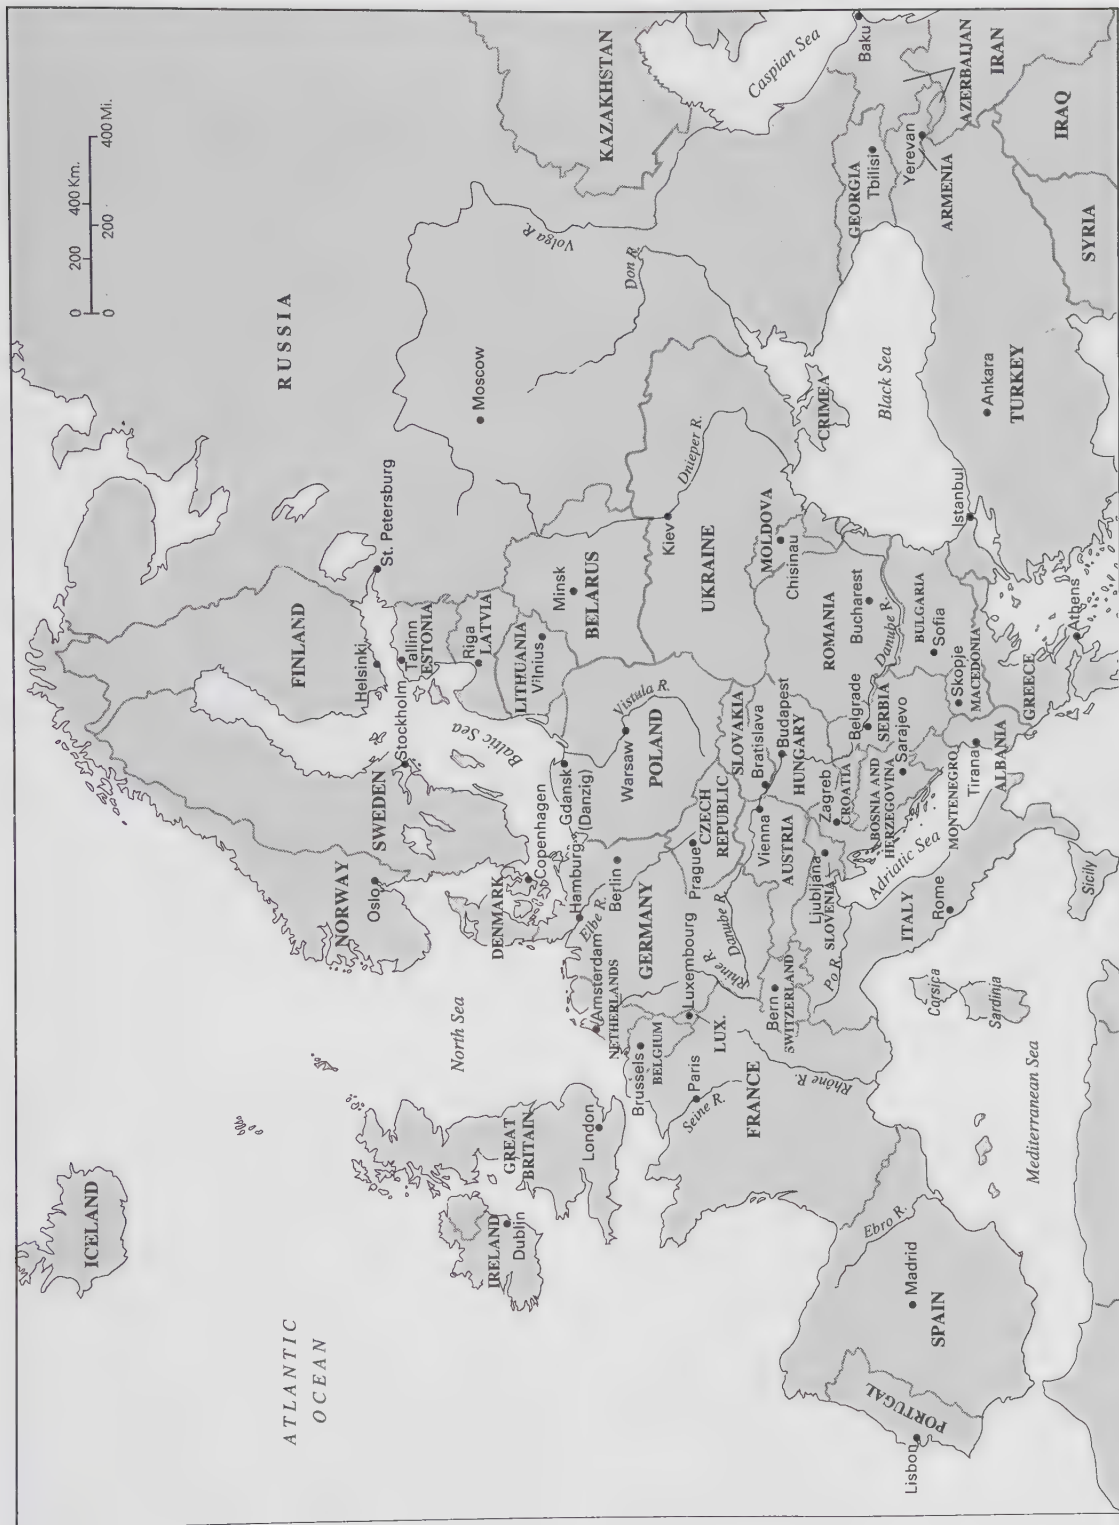 ICELAND
ATLANTIC
OCEAN
NORWAY
Oslo
SWEDEN
Stockholm
FINLAND
Helsinki
St. Petersburg
RUSSIA
Moscow
0 200 400 Km.
0 200 400 Mi.
Tallinn
ESTONIA
Riga
LATVIA
LITHUANIA
Vilnius
Baltic Sea
North Sea
DENMARK
Copenhagen
GREAT
BRITAIN
London
IRELAND
Dublin
Hamburg
Gdansk
(Danzig)
Elbe R.
Berlin
GERMANY
Amsterdam
NETHERLANDS
Brussels
BELGIUM
Luxembourg
LUX.
Paris
Seine R.
FRANCE
Rhône R.
Rhine R.
Danube R.
Warsaw
POLAND
Vistula R.
Minsk
BELARUS
Kiev
UKRAINE
Dnieper R.
Don R.
Volga R.
KAZAKHSTAN
Caspian Sea
Prague
CZECH
REPUBLIC
SLOVAKIA
Bratislava
Vienna
AUSTRIA
Budapest
HUNGARY
Bern
SWITZERLAND
Ljubljana
SLOVENIA
Zagreb
CROATIA
BOSNIA AND
HERZEGOVINA
Sarajevo
Belgrade
SERBIA
MONTENEGRO
Adriatic Sea
Po R.
ITALY
Rome
Corsica
Sardinia
Sicily
MOLDOVA
Chisinau
ROMANIA
Bucharest
Danube R.
BULGARIA
Sofia
Skopje
MACEDONIA
Tirana
ALBANIA
GREECE
Athens
CRIMEA
Black Sea
Istanbul
Ankara
TURKEY
GEORGIA
Tbilisi
Yerevan
ARMENIA
Baku
AZERBAIJAN
IRAN
IRAQ
SYRIA
Mediterranean Sea
Ebro R.
Madrid
SPAIN
PORTUGAL
Lisbon